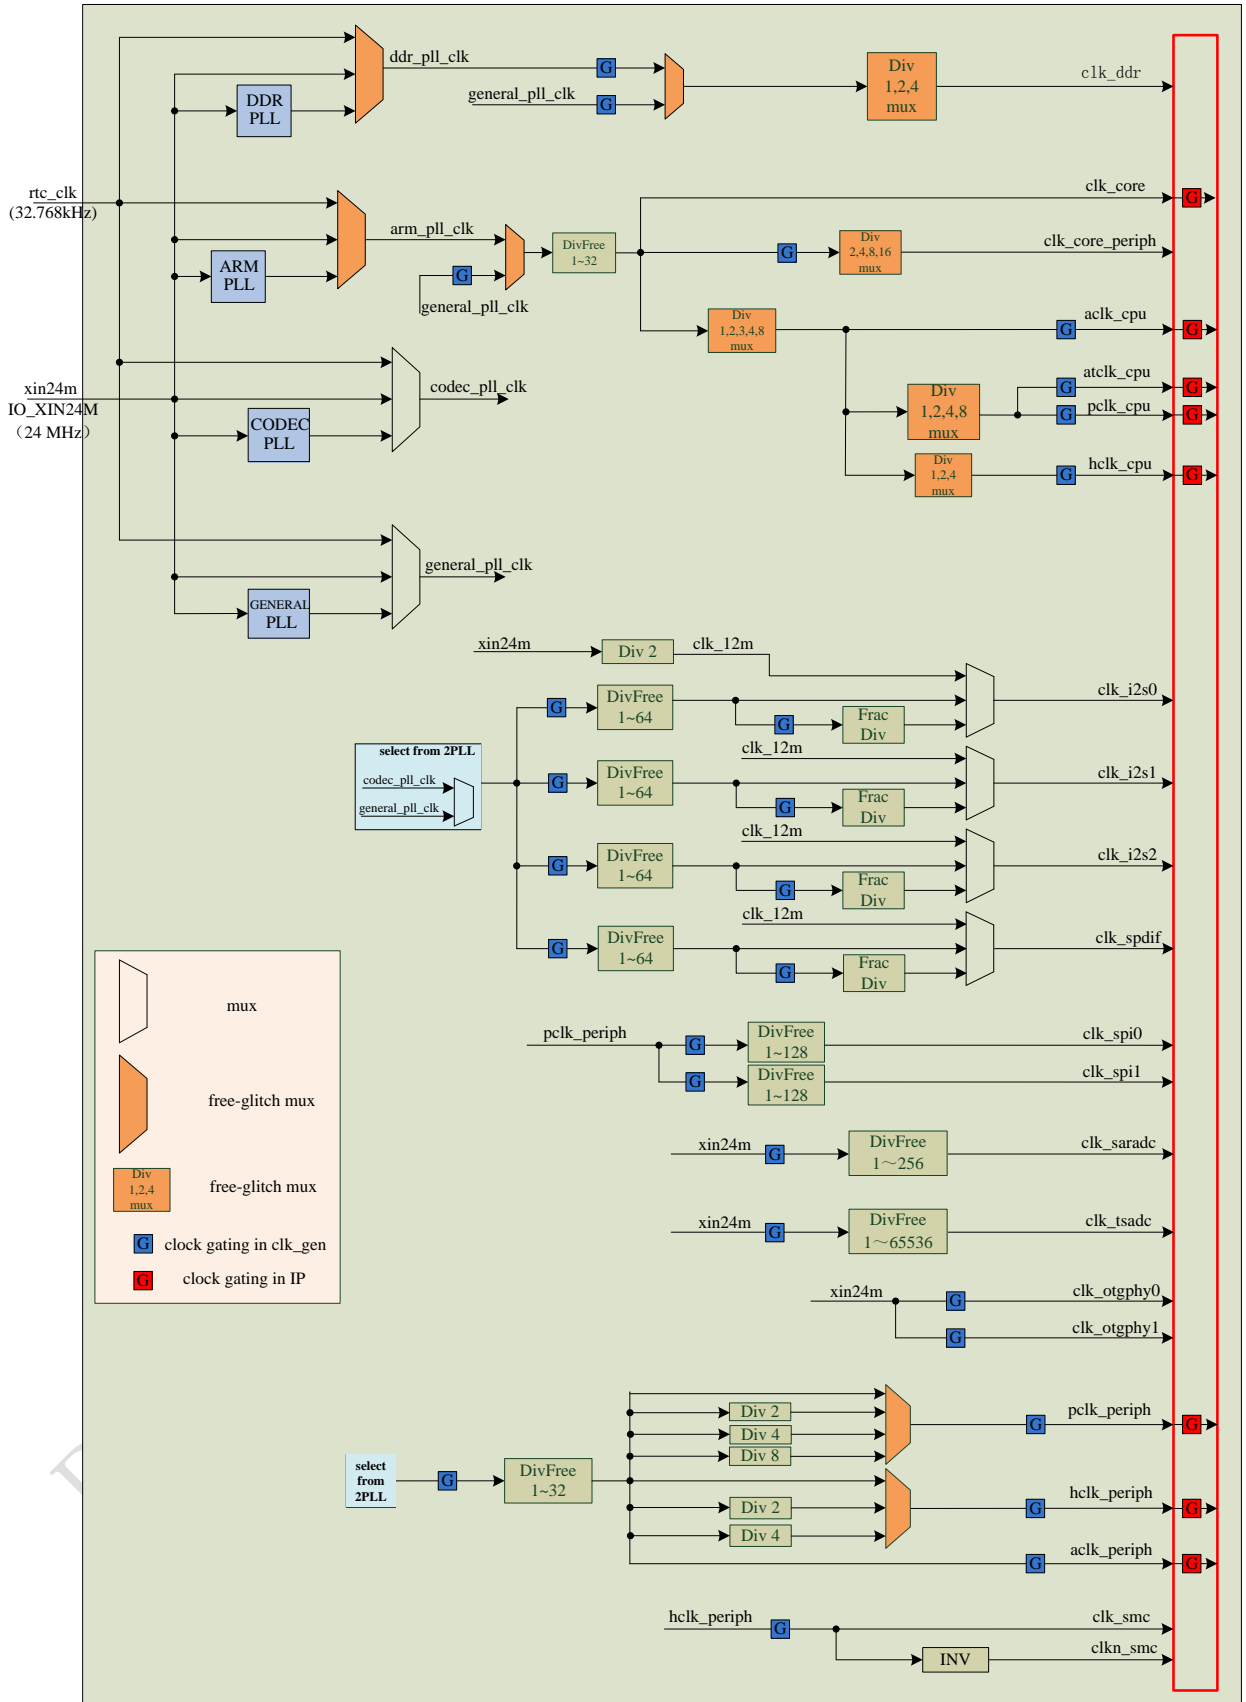 ddr_pll_clk
G
general_pll_clk
G
Div
1,2,4
mux
clk_ddr
DDR
PLL
rtc_clk
(32.768kHz)
clk_core
G
arm_pll_clk
G
general_pll_clk
DivFree
1~32
G
Div
2,4,8,16
mux
clk_core_periph
ARM
PLL
Div
1,2,3,4,8
mux
G
aclk_cpu
G
xin24m
IO_XIN24M
(24 MHz)
codec_pll_clk
CODEC
PLL
Div
1,2,4,8
mux
G
atclk_cpu
G
G
pclk_cpu
G
Div
1,2,4
mux
G
hclk_cpu
G
general_pll_clk
GENERAL
PLL
xin24m
Div 2
clk_12m
G
DivFree
1~64
G
Frac
Div
clk_i2s0
select from 2PLL
codec_pll_clk
general_pll_clk
clk_12m
G
DivFree
1~64
G
Frac
Div
clk_i2s1
clk_12m
G
DivFree
1~64
G
Frac
Div
clk_i2s2
clk_12m
G
DivFree
1~64
G
Frac
Div
clk_spdif
mux
free-glitch mux
Div
1,2,4
mux
free-glitch mux
G
clock gating in clk_gen
G
clock gating in IP
pclk_periph
G
DivFree
1~128
clk_spi0
G
DivFree
1~128
clk_spi1
xin24m
G
DivFree
1～256
clk_saradc
xin24m
G
DivFree
1～65536
clk_tsadc
xin24m
G
clk_otgphy0
G
clk_otgphy1
select
from
2PLL
G
DivFree
1~32
Div 2
Div 4
Div 8
G
pclk_periph
G
Div 2
Div 4
G
hclk_periph
G
G
aclk_periph
G
hclk_periph
G
clk_smc
INV
clkn_smc